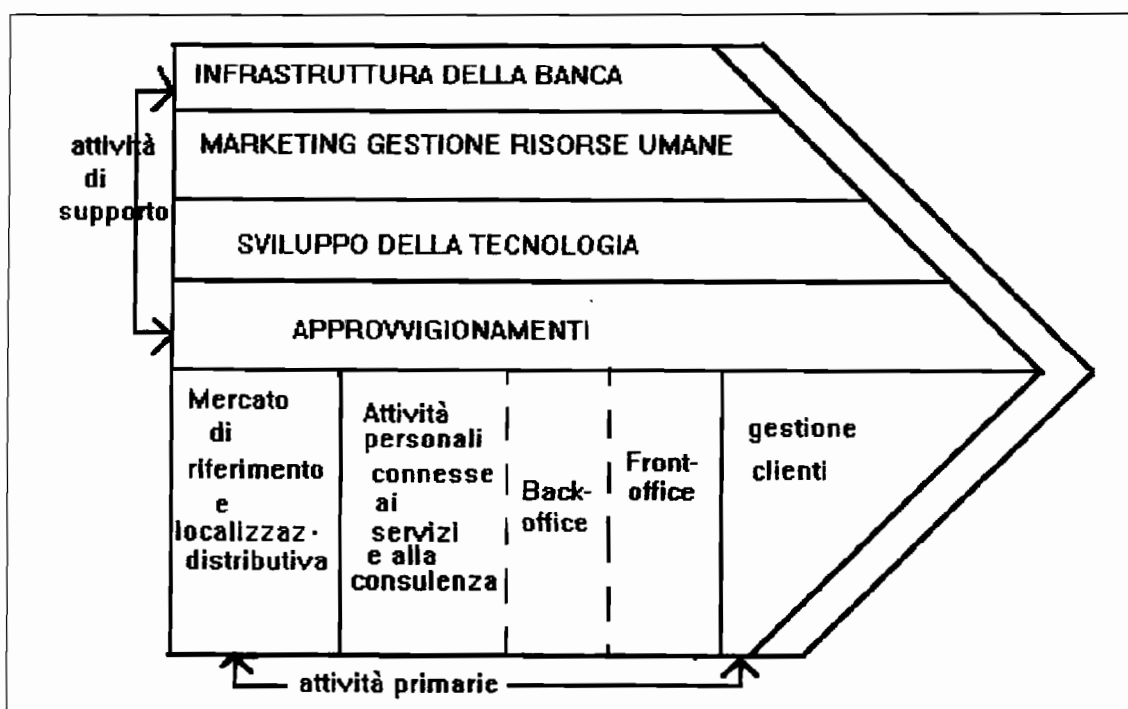 INFRASTRUTTURA DELLA BANCA
MARKETING GESTIONE RISORSE UMANE
SVILUPPO DELLA TECNOLOGIA
APPROVVIGIONAMENTI
attività
di
supporto
Mercato
di
riferimento
e
localizzaz.
distributiva
Attività
personali
connesse
ai
servizi
e alla
consulenza
Back-
office
Front-
office
gestione
clienti
attività primarie